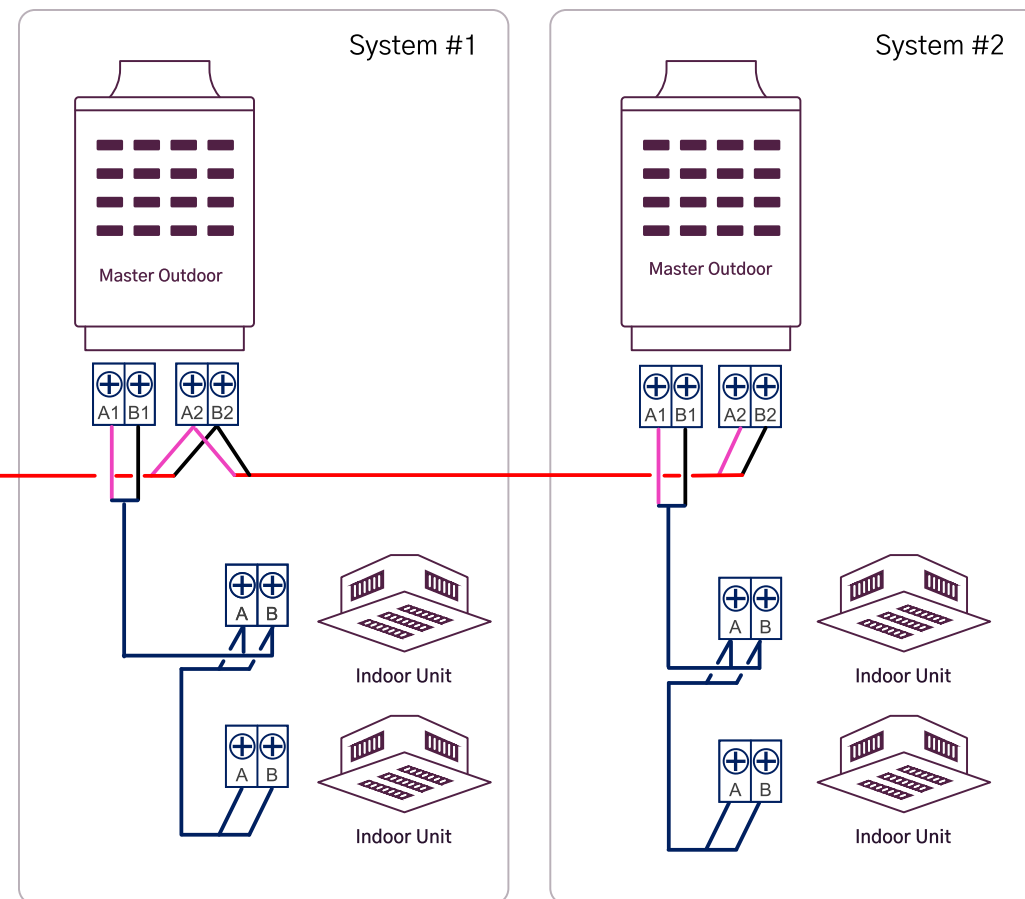 System #1
Master Outdoor
A1 B1 A2 B2
A B
Indoor Unit
A B
Indoor Unit
System #2
Master Outdoor
A1 B1 A2 B2
A B
Indoor Unit
A B
Indoor Unit